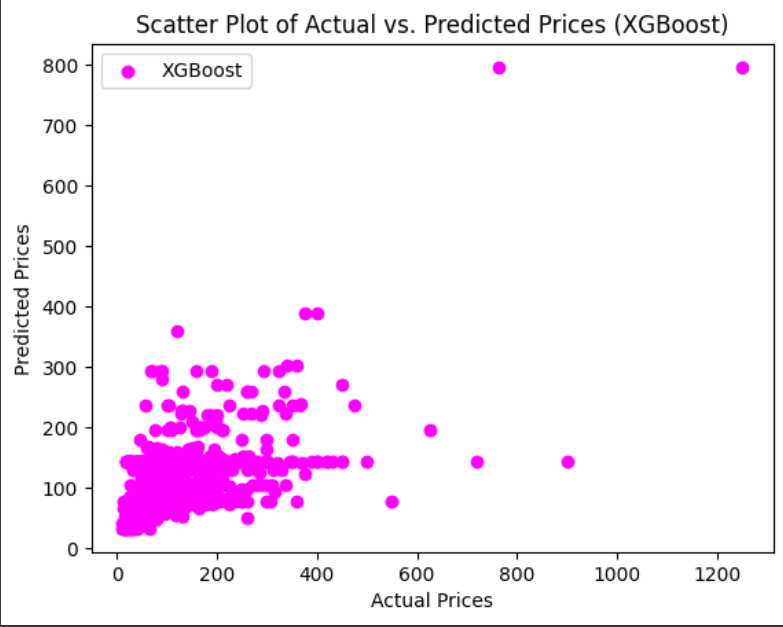 Scatter Plot of Actual vs. Predicted Prices (XGBoost)
XGBoost
Predicted Prices
800
700
600
500
400
300
200
100
0
0 200 400 600 800 1000 1200
Actual Prices